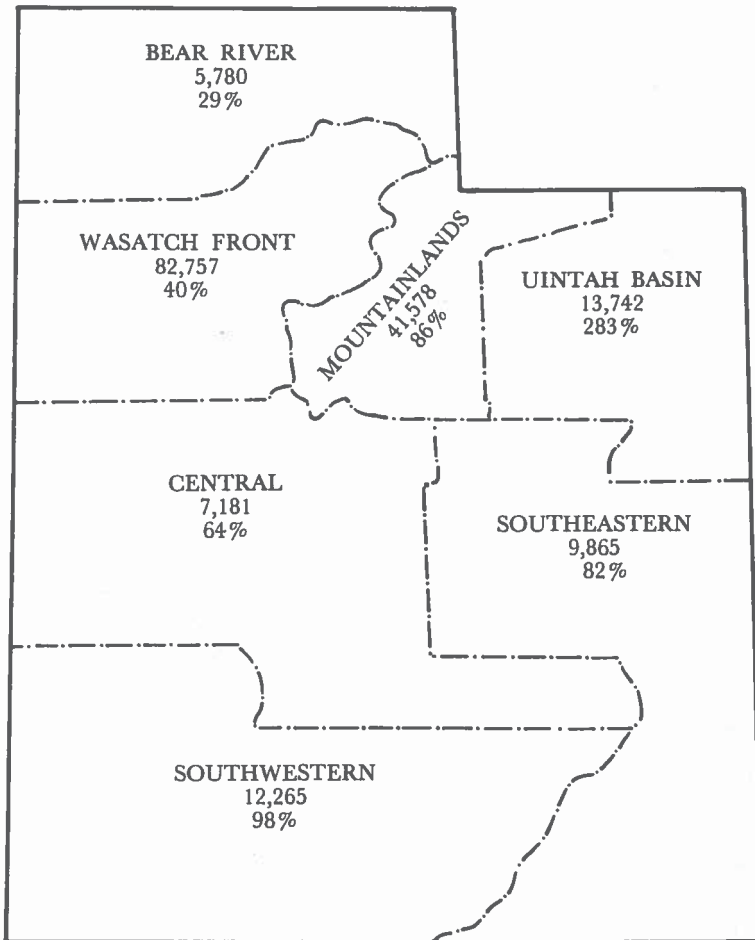 BEAR RIVER
5,780
29%
WASATCH FRONT
82,757
40%
MOUNTAINLANDS
41,578
86%
UINTAH BASIN
13,742
283%
CENTRAL
7,181
64%
SOUTHEASTERN
9,865
82%
SOUTHWESTERN
12,265
98%